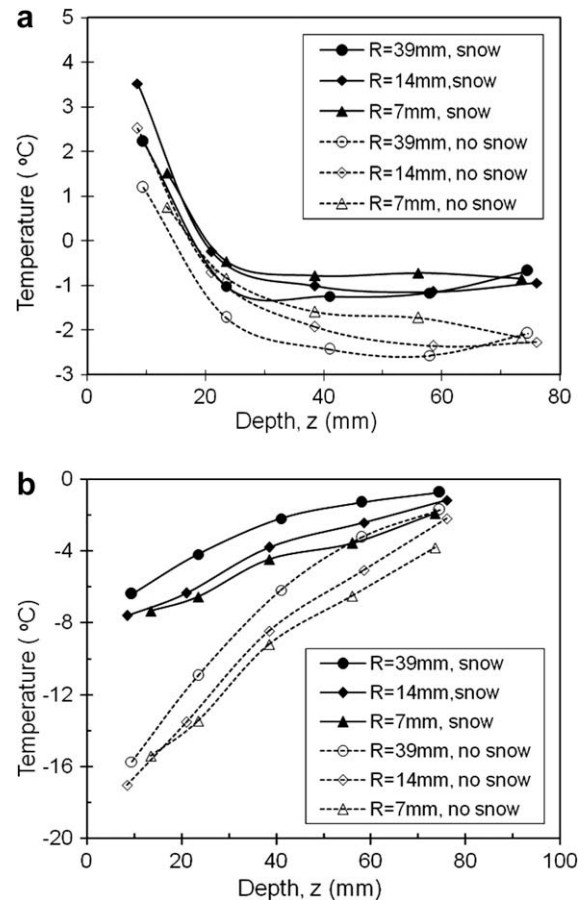 a
5
4
3
2
1
0
-1
-2
-3
0 20 40 60 80
Temperature ( ºC)
Depth, z (mm)
R=39mm, snow
R=14mm,snow
R=7mm, snow
R=39mm, no snow
R=14mm, no snow
R=7mm, no snow
b
0
-4
-8
-12
-16
-20
0 20 40 60 80 100
Temperature ( ºC)
Depth, z (mm)
R=39mm, snow
R=14mm,snow
R=7mm, snow
R=39mm, no snow
R=14mm, no snow
R=7mm, no snow